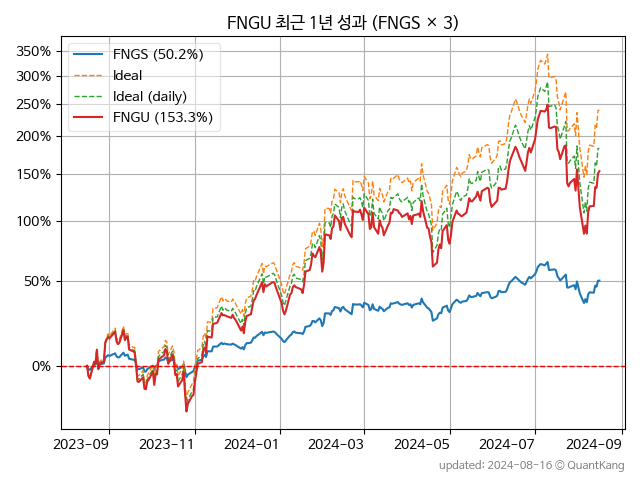 FNGU 최근 1년 성과 (FNGS × 3)
FNGS (50.2%)
Ideal
Ideal (daily)
FNGU (153.3%)
350%
300%
250%
200%
150%
100%
50%
0%
2023−09 2023−11 2024−01 2024−03 2024−05 2024−07 2024−09
updated: 2024-08-16 © QuantKang